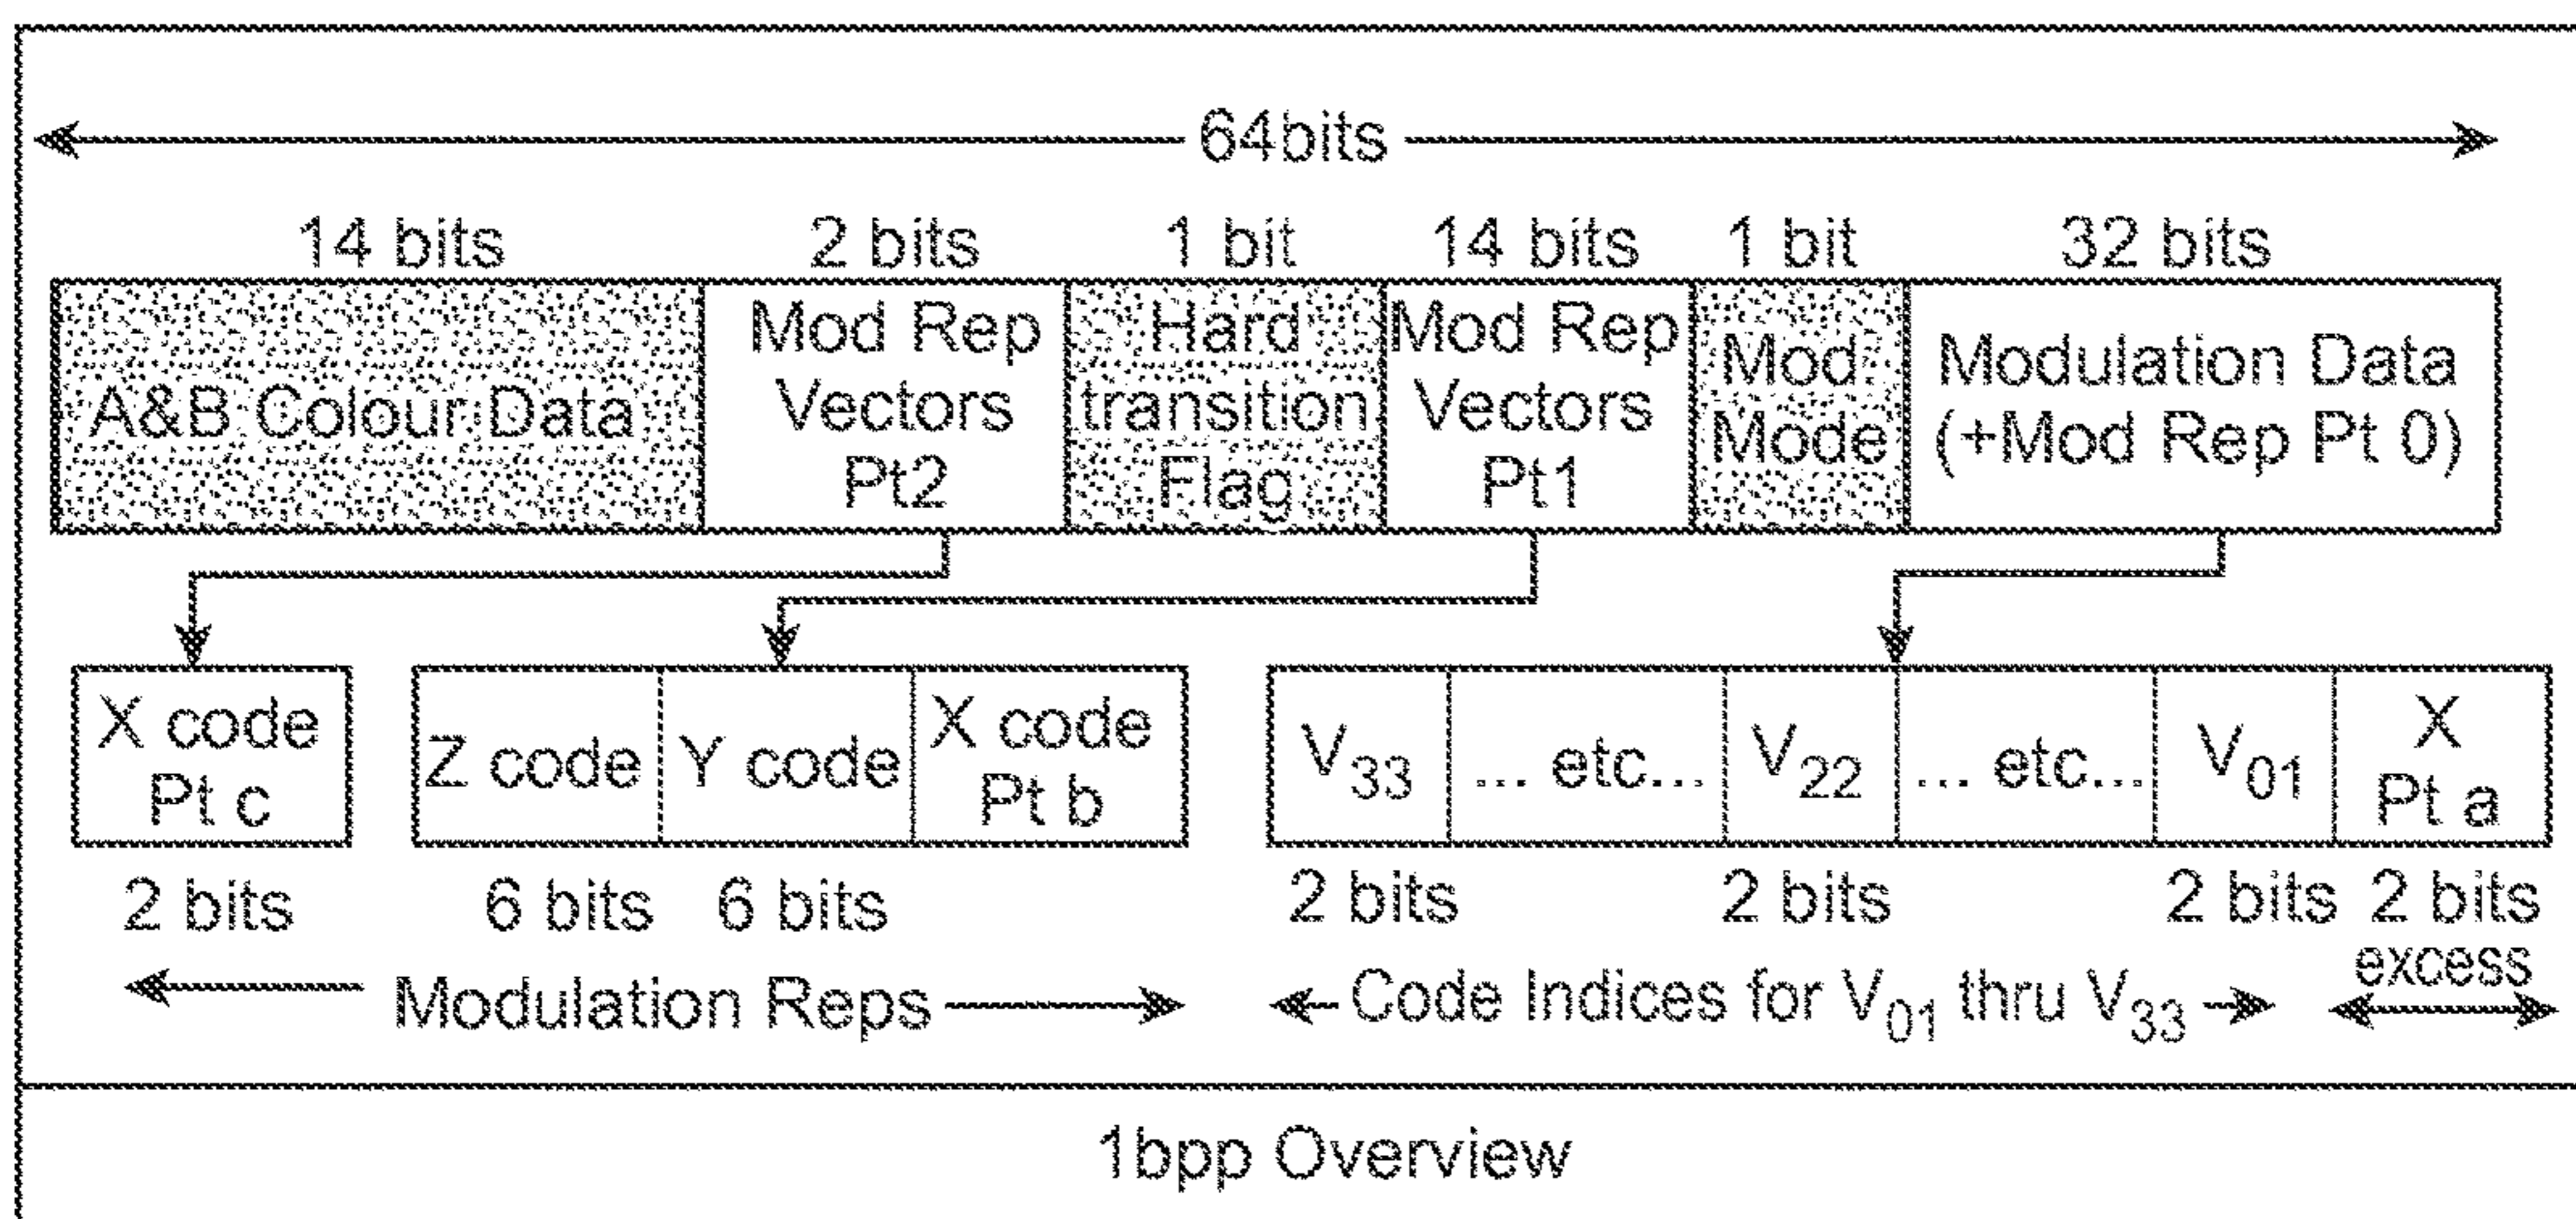 64bits
14 bits 2 bits 1 bit 14 bits 1 bit 32 bits
A&B Colour Data
Mod Rep
Vectors
Pt2
Hard
transition
Flag
Mod Rep
Vectors
Pt1
Mod.
Mode
Modulation Data
(+Mod Rep Pt 0)
X code
Pt c
Z code
Y code
X code
Pt b
V33
... etc...
V22
... etc...
V01
X
Pt a
2 bits 6 bits 6 bits 2 bits 2 bits 2 bits 2 bits
excess
Modulation Reps
Code Indices for V01 thru V33
1bpp Overview